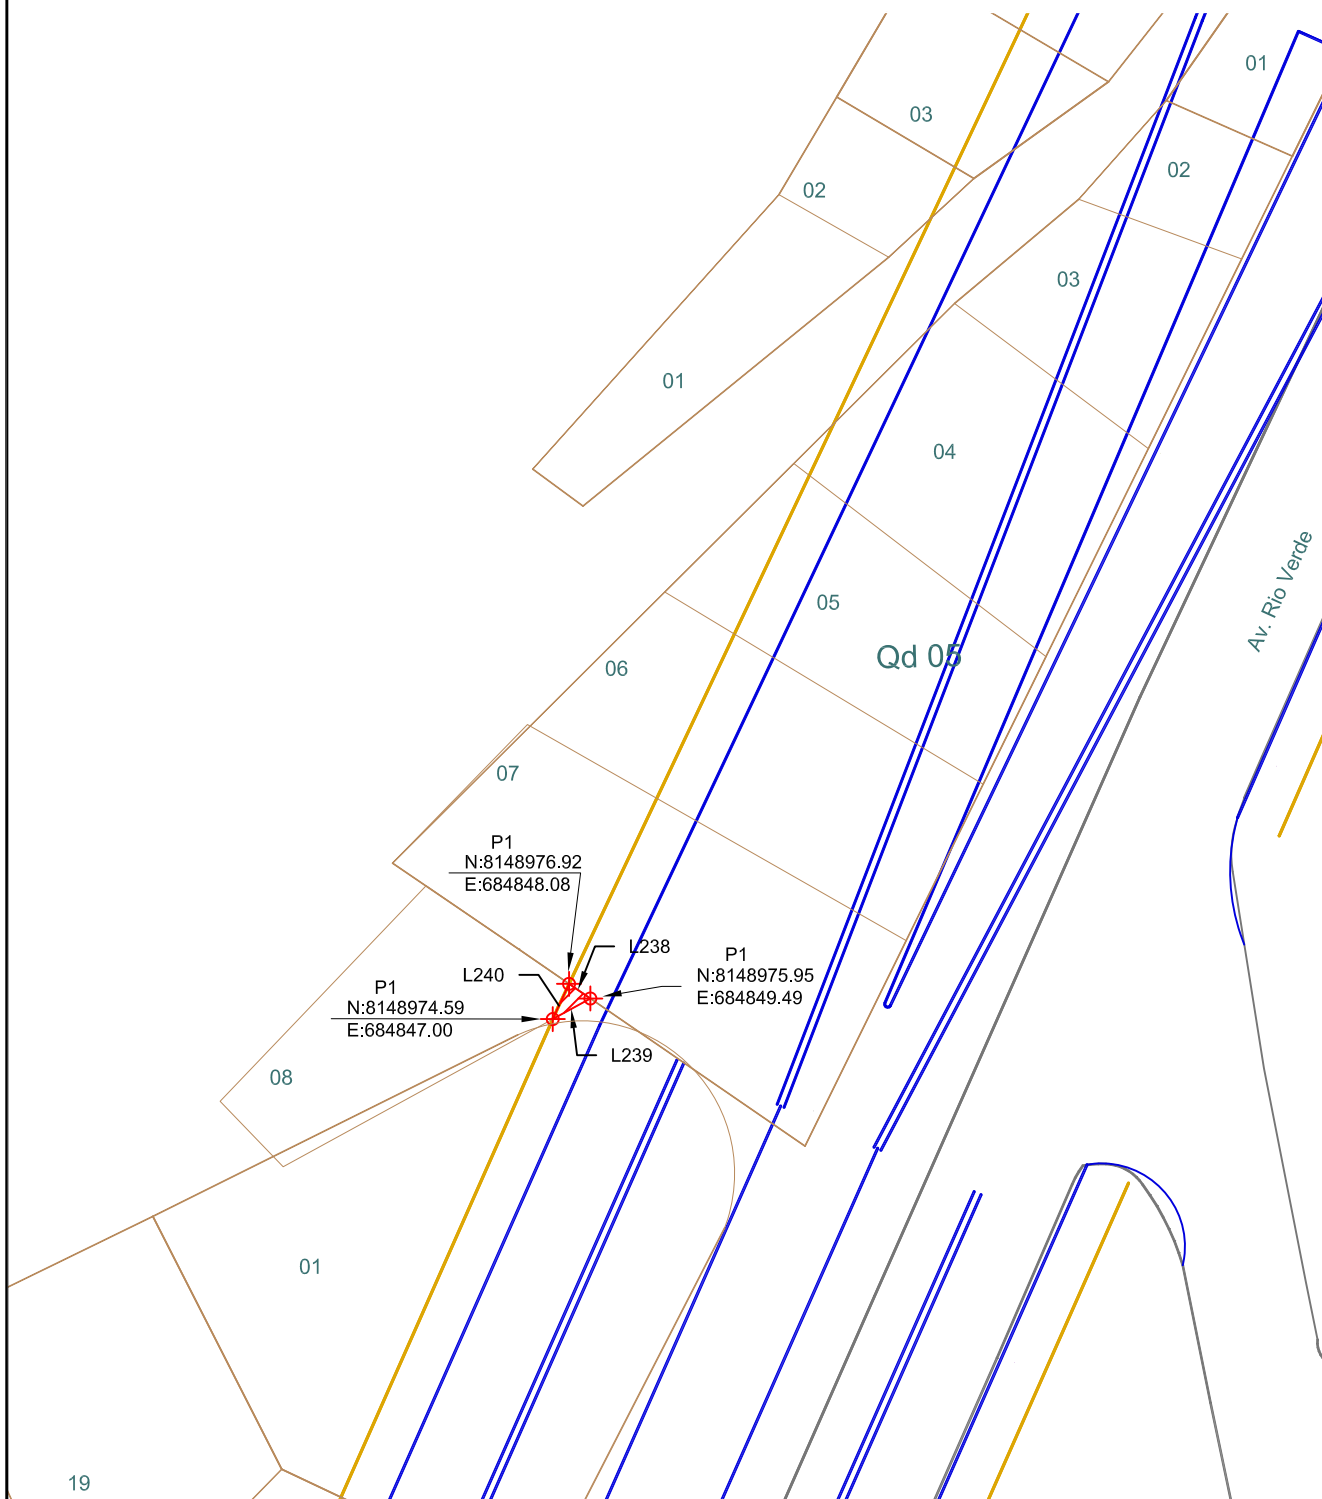 01
03
02
02
03
01
04
05
Qd 05
Av. Rio Verde
06
07
P1
N:8148976.92
E:684848.08
L238
L240
P1
N:8148975.95
E:684849.49
P1
N:8148974.59
E:684847.00
L239
08
01
19